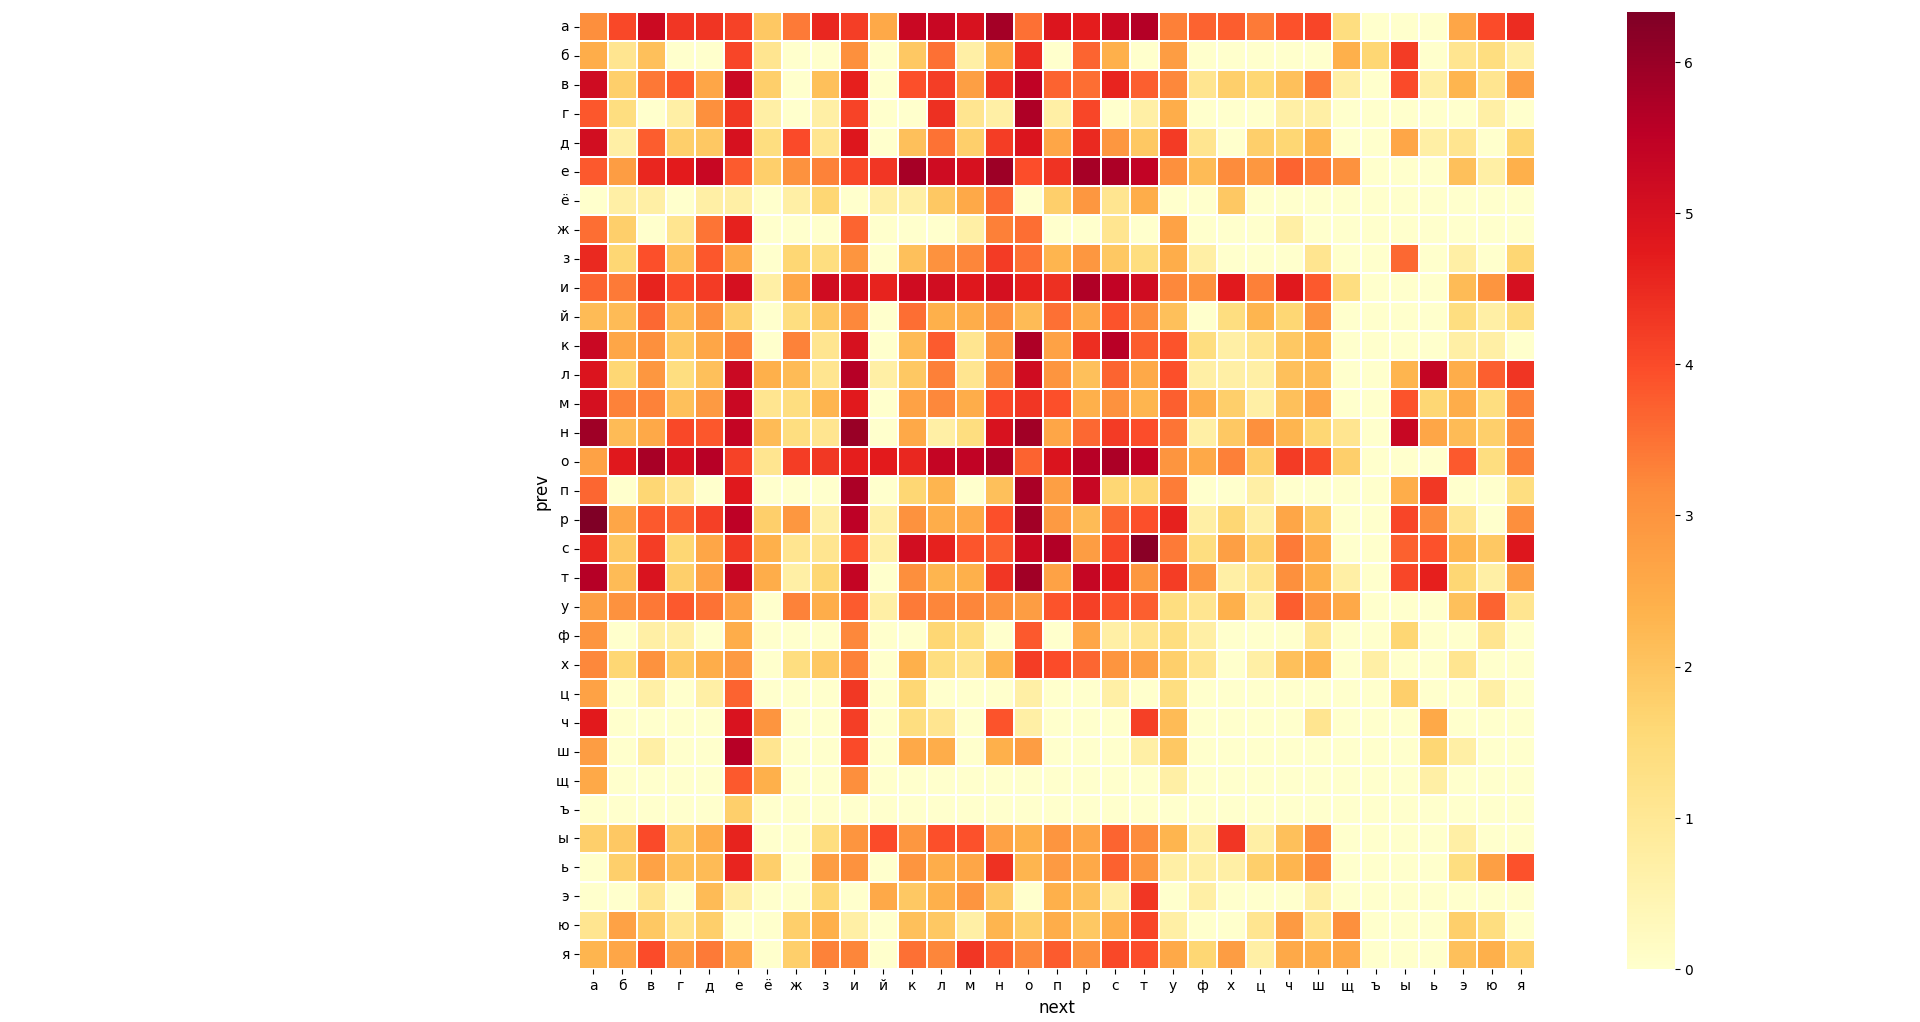 prev
а
б
в
г
д
е
ё
ж
з
и
й
к
л
м
н
о
п
р
с
т
у
ф
х
ц
ч
ш
щ
ъ
ы
ь
э
ю
я
а б в г д е ё ж з и й к л м н о п р с т у ф х ц ч ш щ ъ ы ь э ю я
next
6
5
4
3
2
1
0